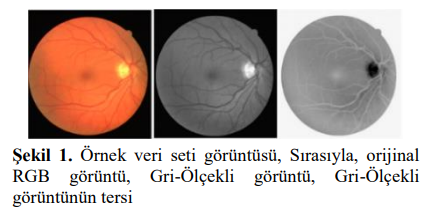 Şekil 1. Örnek veri seti görüntüsü, Sırasıyla, orijinal
RGB görüntü, Gri-Ölçekli görüntü, Gri-Ölçekli
görüntünün tersi